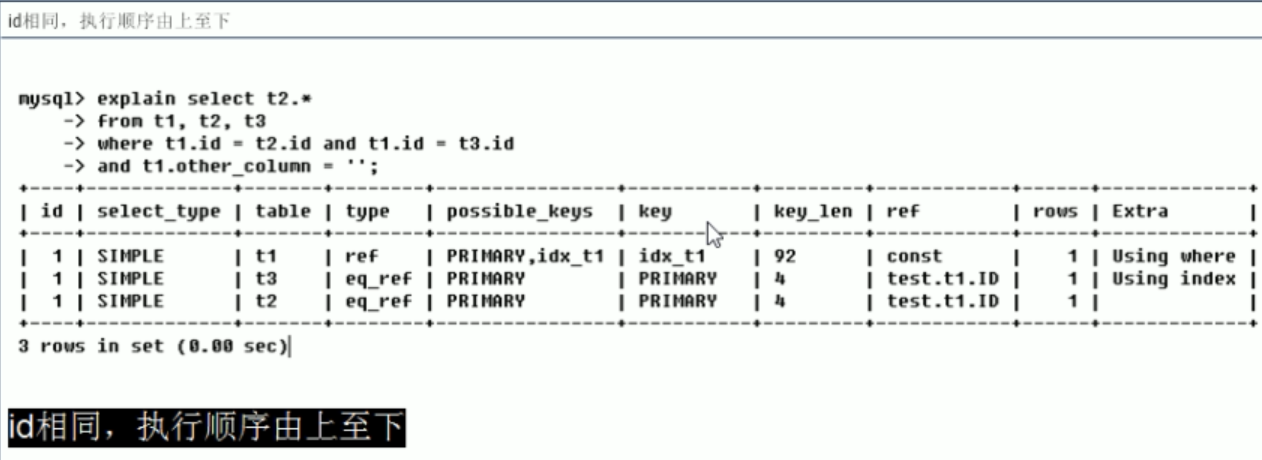 id相同，执行顺序由上至下
mysql> explain select t2.*
    -> from t1, t2, t3
    -> where t1.id = t2.id and t1.id = t3.id
    -> and t1.other_column = '';
+----+-------------+-------+--------+----------------+---------+---------+------------+------+-------------+
| id | select_type | table | type   | possible_keys  | key     | key_len | ref        | rows | Extra       |
+----+-------------+-------+--------+----------------+---------+---------+------------+------+-------------+
|  1 | SIMPLE      | t1    | ref    | PRIMARY,idx_t1 | idx_t1  | 92      | const      |    1 | Using where |
|  1 | SIMPLE      | t3    | eq_ref | PRIMARY        | PRIMARY | 4       | test.t1.ID |    1 | Using index |
|  1 | SIMPLE      | t2    | eq_ref | PRIMARY        | PRIMARY | 4       | test.t1.ID |    1 |             |
+----+-------------+-------+--------+----------------+---------+---------+------------+------+-------------+
3 rows in set (0.00 sec)
id相同，执行顺序由上至下